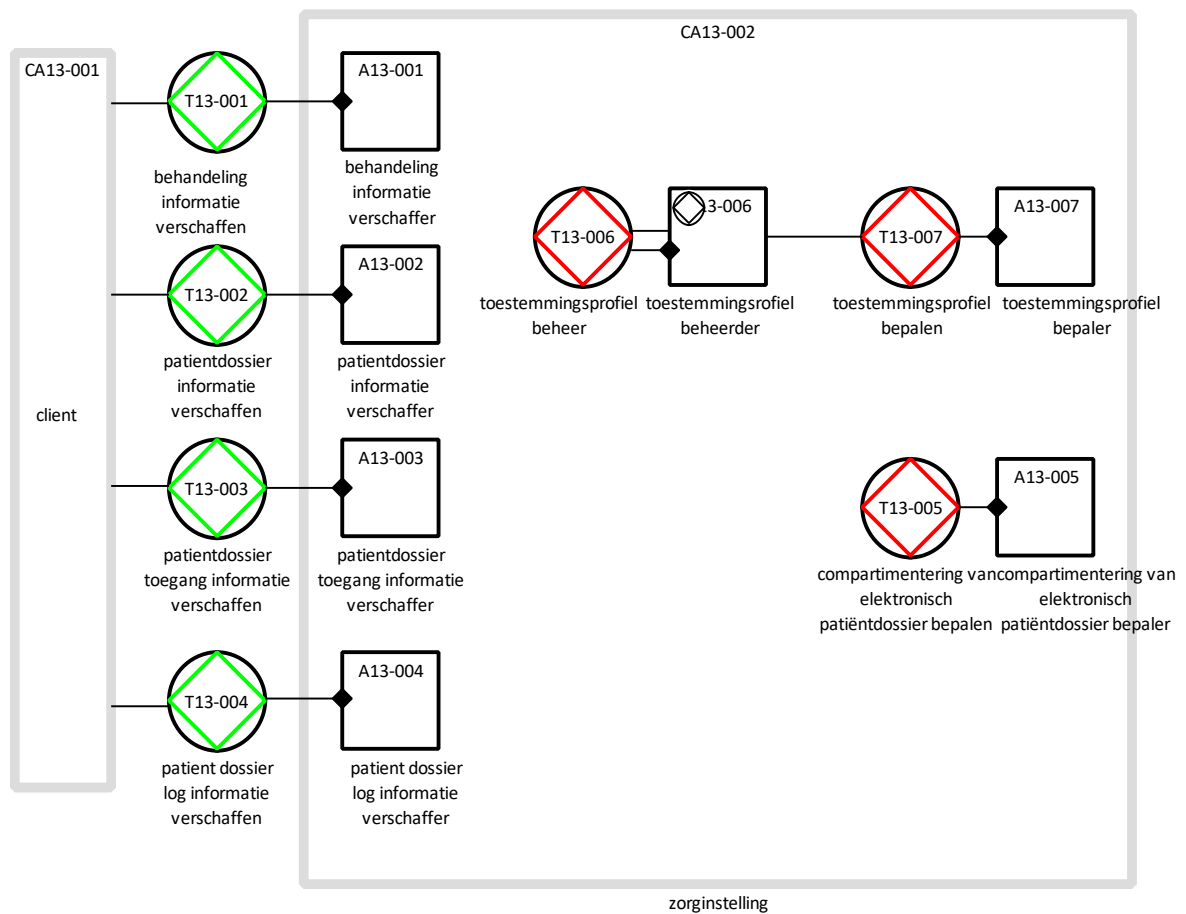 CA13-002
CA13-001
client
T13-001
behandeling
informatie
verschaffen
A13-001
behandeling
informatie
verschaffer
T13-002
patientdossier
informatie
verschaffen
A13-002
patientdossier
informatie
verschaffer
T13-003
patientdossier
toegang informatie
verschaffen
A13-003
patientdossier
toegang informatie
verschaffer
T13-004
patient dossier
log informatie
verschaffen
A13-004
patient dossier
log informatie
verschaffer
T13-006
toestemmingsprofiel
beheer
3-006
toestemmingsrofiel
beheerder
T13-007
toestemmingsprofiel
bepalen
A13-007
toestemmingsprofiel
bepaler
T13-005
compartimentering van
elektronisch
patiëntdossier bepalen
A13-005
compartimentering van
elektronisch
patiëntdossier bepaler
zorginstelling